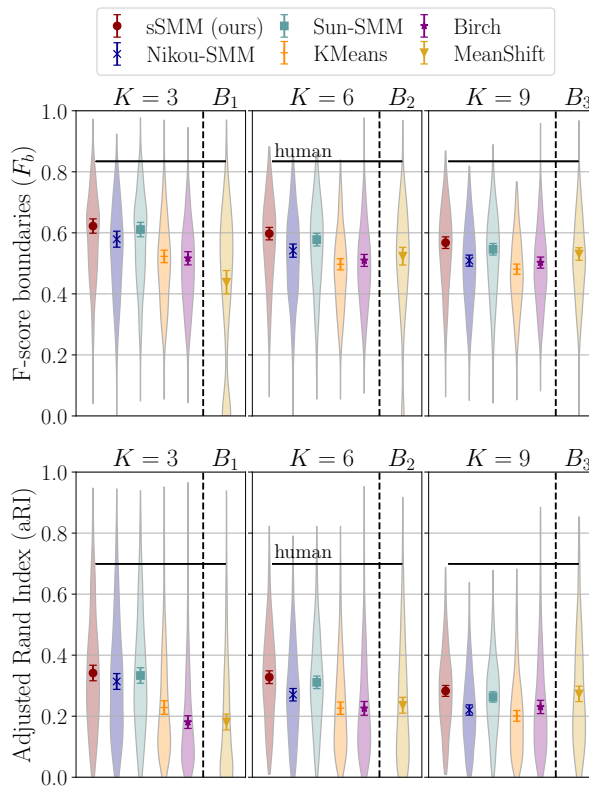 sSMM (ours) Sun-SMM Birch
Nikou-SMM KMeans MeanShift
K = 3 B₁ K = 6 B₂ K = 9 B₃
F-score boundaries (F_b)
1.0
0.8
0.6
0.4
0.2
0.0
human
K = 3 B₁ K = 6 B₂ K = 9 B₃
Adjusted Rand Index (aRI)
1.0
0.8
0.6
0.4
0.2
0.0
human